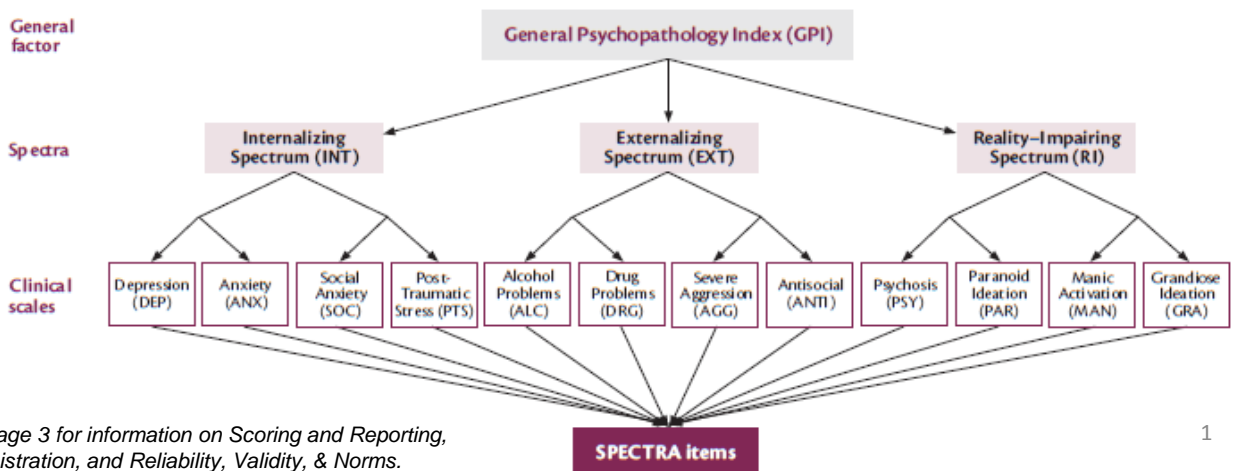 General
factor
General Psychopathology Index (GPI)
Spectra
Internalizing
Spectrum (INT)
Externalizing
Spectrum (EXT)
Reality–Impairing
Spectrum (RI)
Clinical
scales
Depression
(DEP)
Anxiety
(ANX)
Social
Anxiety
(SOC)
Post-
Traumatic
Stress (PTS)
Alcohol
Problems
(ALC)
Drug
Problems
(DRG)
Severe
Aggression
(AGG)
Antisocial
(ANTI)
Psychosis
(PSY)
Paranoid
Ideation
(PAR)
Manic
Activation
(MAN)
Grandiose
Ideation
(GRA)
age 3 for information on Scoring and Reporting,
istration, and Reliability, Validity, & Norms.
SPECTRA items
1